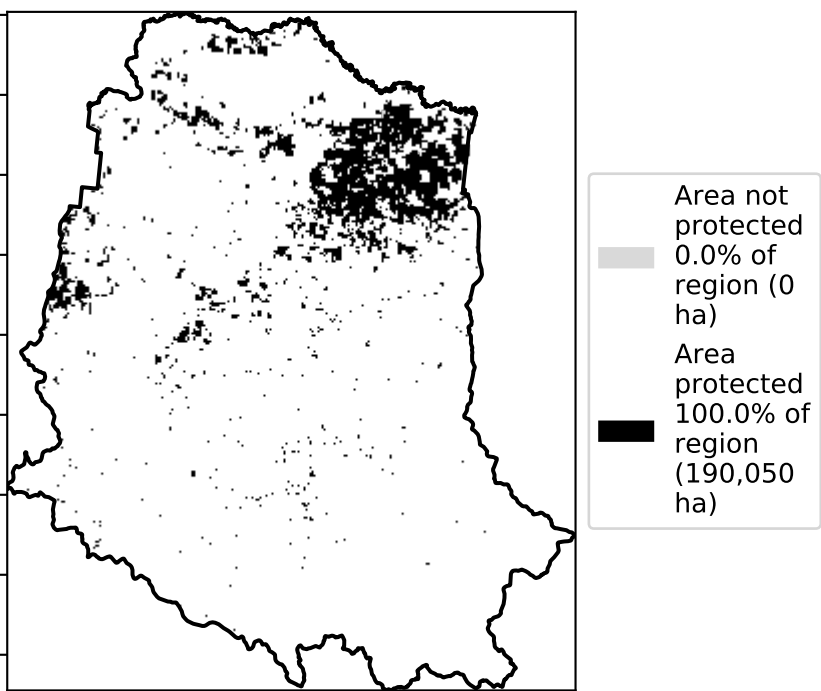 Area not
protected
0.0% of
region (0
ha)
Area
protected
100.0% of
region
(190,050
ha)